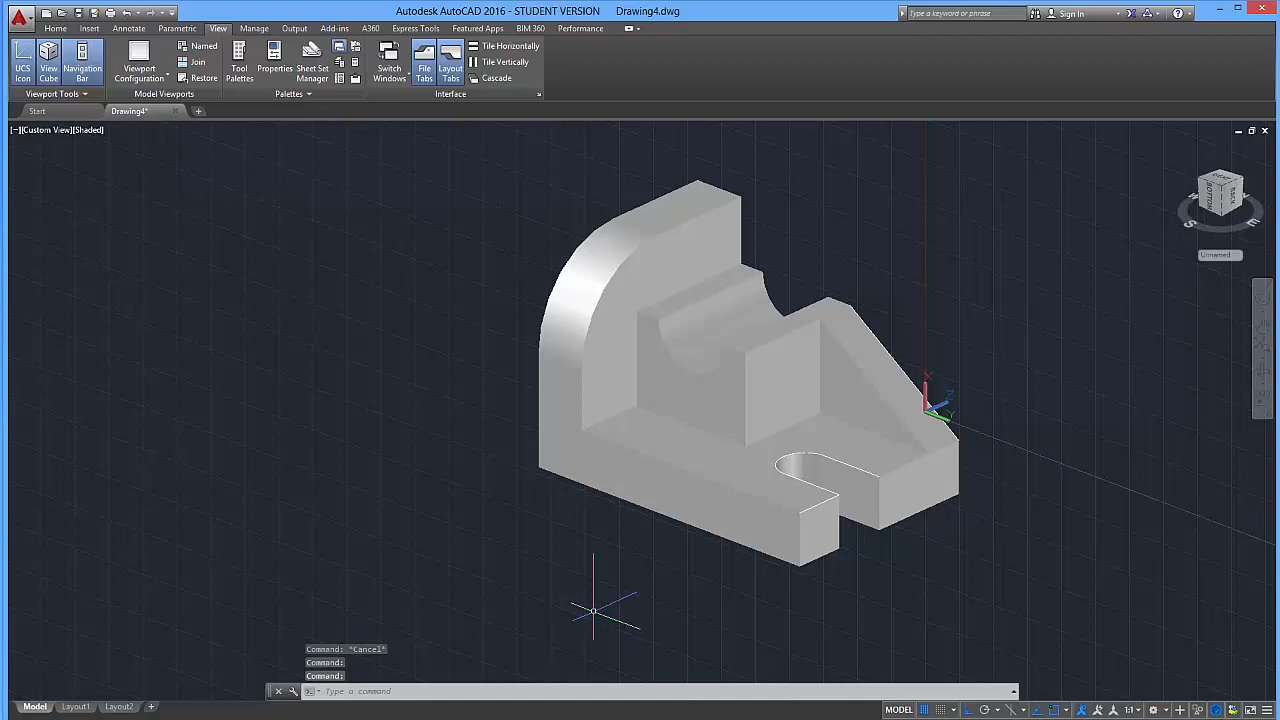 Autodesk AutoCAD 2016 - STUDENT VERSION Drawing4.dwg
Type a keyword or phrase
Sign In
Home Insert Annotate Parametric View Manage Output Add-ins A360 Express Tools Featured Apps BIM 360 Performance
UCS Icon
View Cube
Navigation Bar
Viewport Configuration
Named
Join
Restore
Tool Palettes
Properties
Sheet Set Manager
Switch Windows
File Tabs
Layout Tabs
Tile Horizontally
Tile Vertically
Cascade
Viewport Tools
Model Viewports
Palettes
Interface
Start
Drawing4*
[−][Custom View][Shaded]
BOTTOM
BACK
S
E
Unnamed
X
Z
Y
Command: *Cancel*
Command:
Command:
Type a command
Model Layout1 Layout2
MODEL
1:1